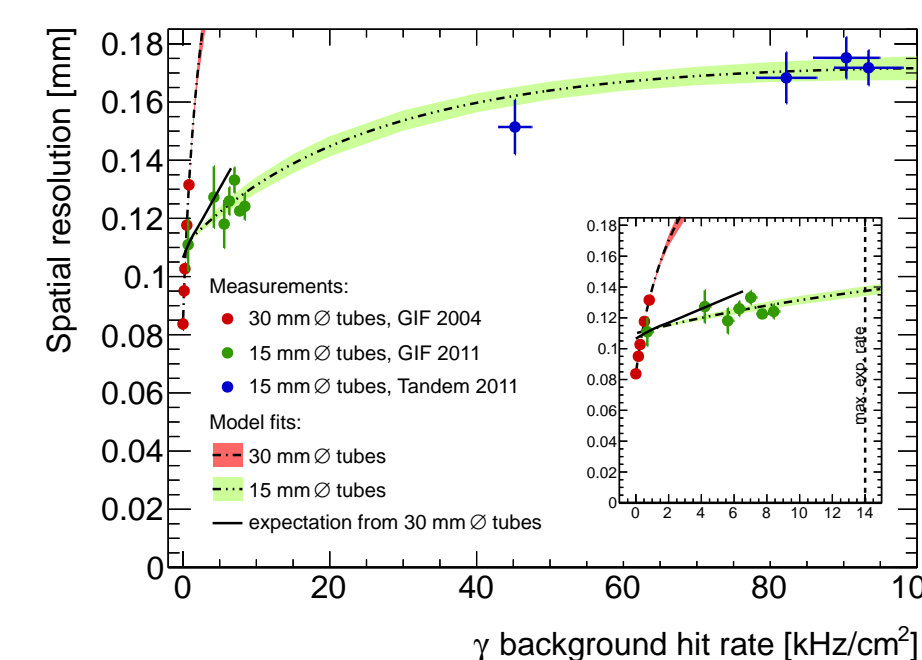 Spatial resolution [mm]
0.18
0.16
0.14
0.12
0.1
0.08
0.06
0.04
0.02
0
0 20 40 60 80 10
γ background hit rate [kHz/cm²]
Measurements:
30 mm ∅ tubes, GIF 2004
15 mm ∅ tubes, GIF 2011
15 mm ∅ tubes, Tandem 2011
Model fits:
30 mm ∅ tubes
15 mm ∅ tubes
expectation from 30 mm ∅ tubes
0.18
0.16
0.14
0.12
0.1
0.08
0.06
0.04
0.02
0
0 2 4 6 8 10 12 14
max. exp. rate